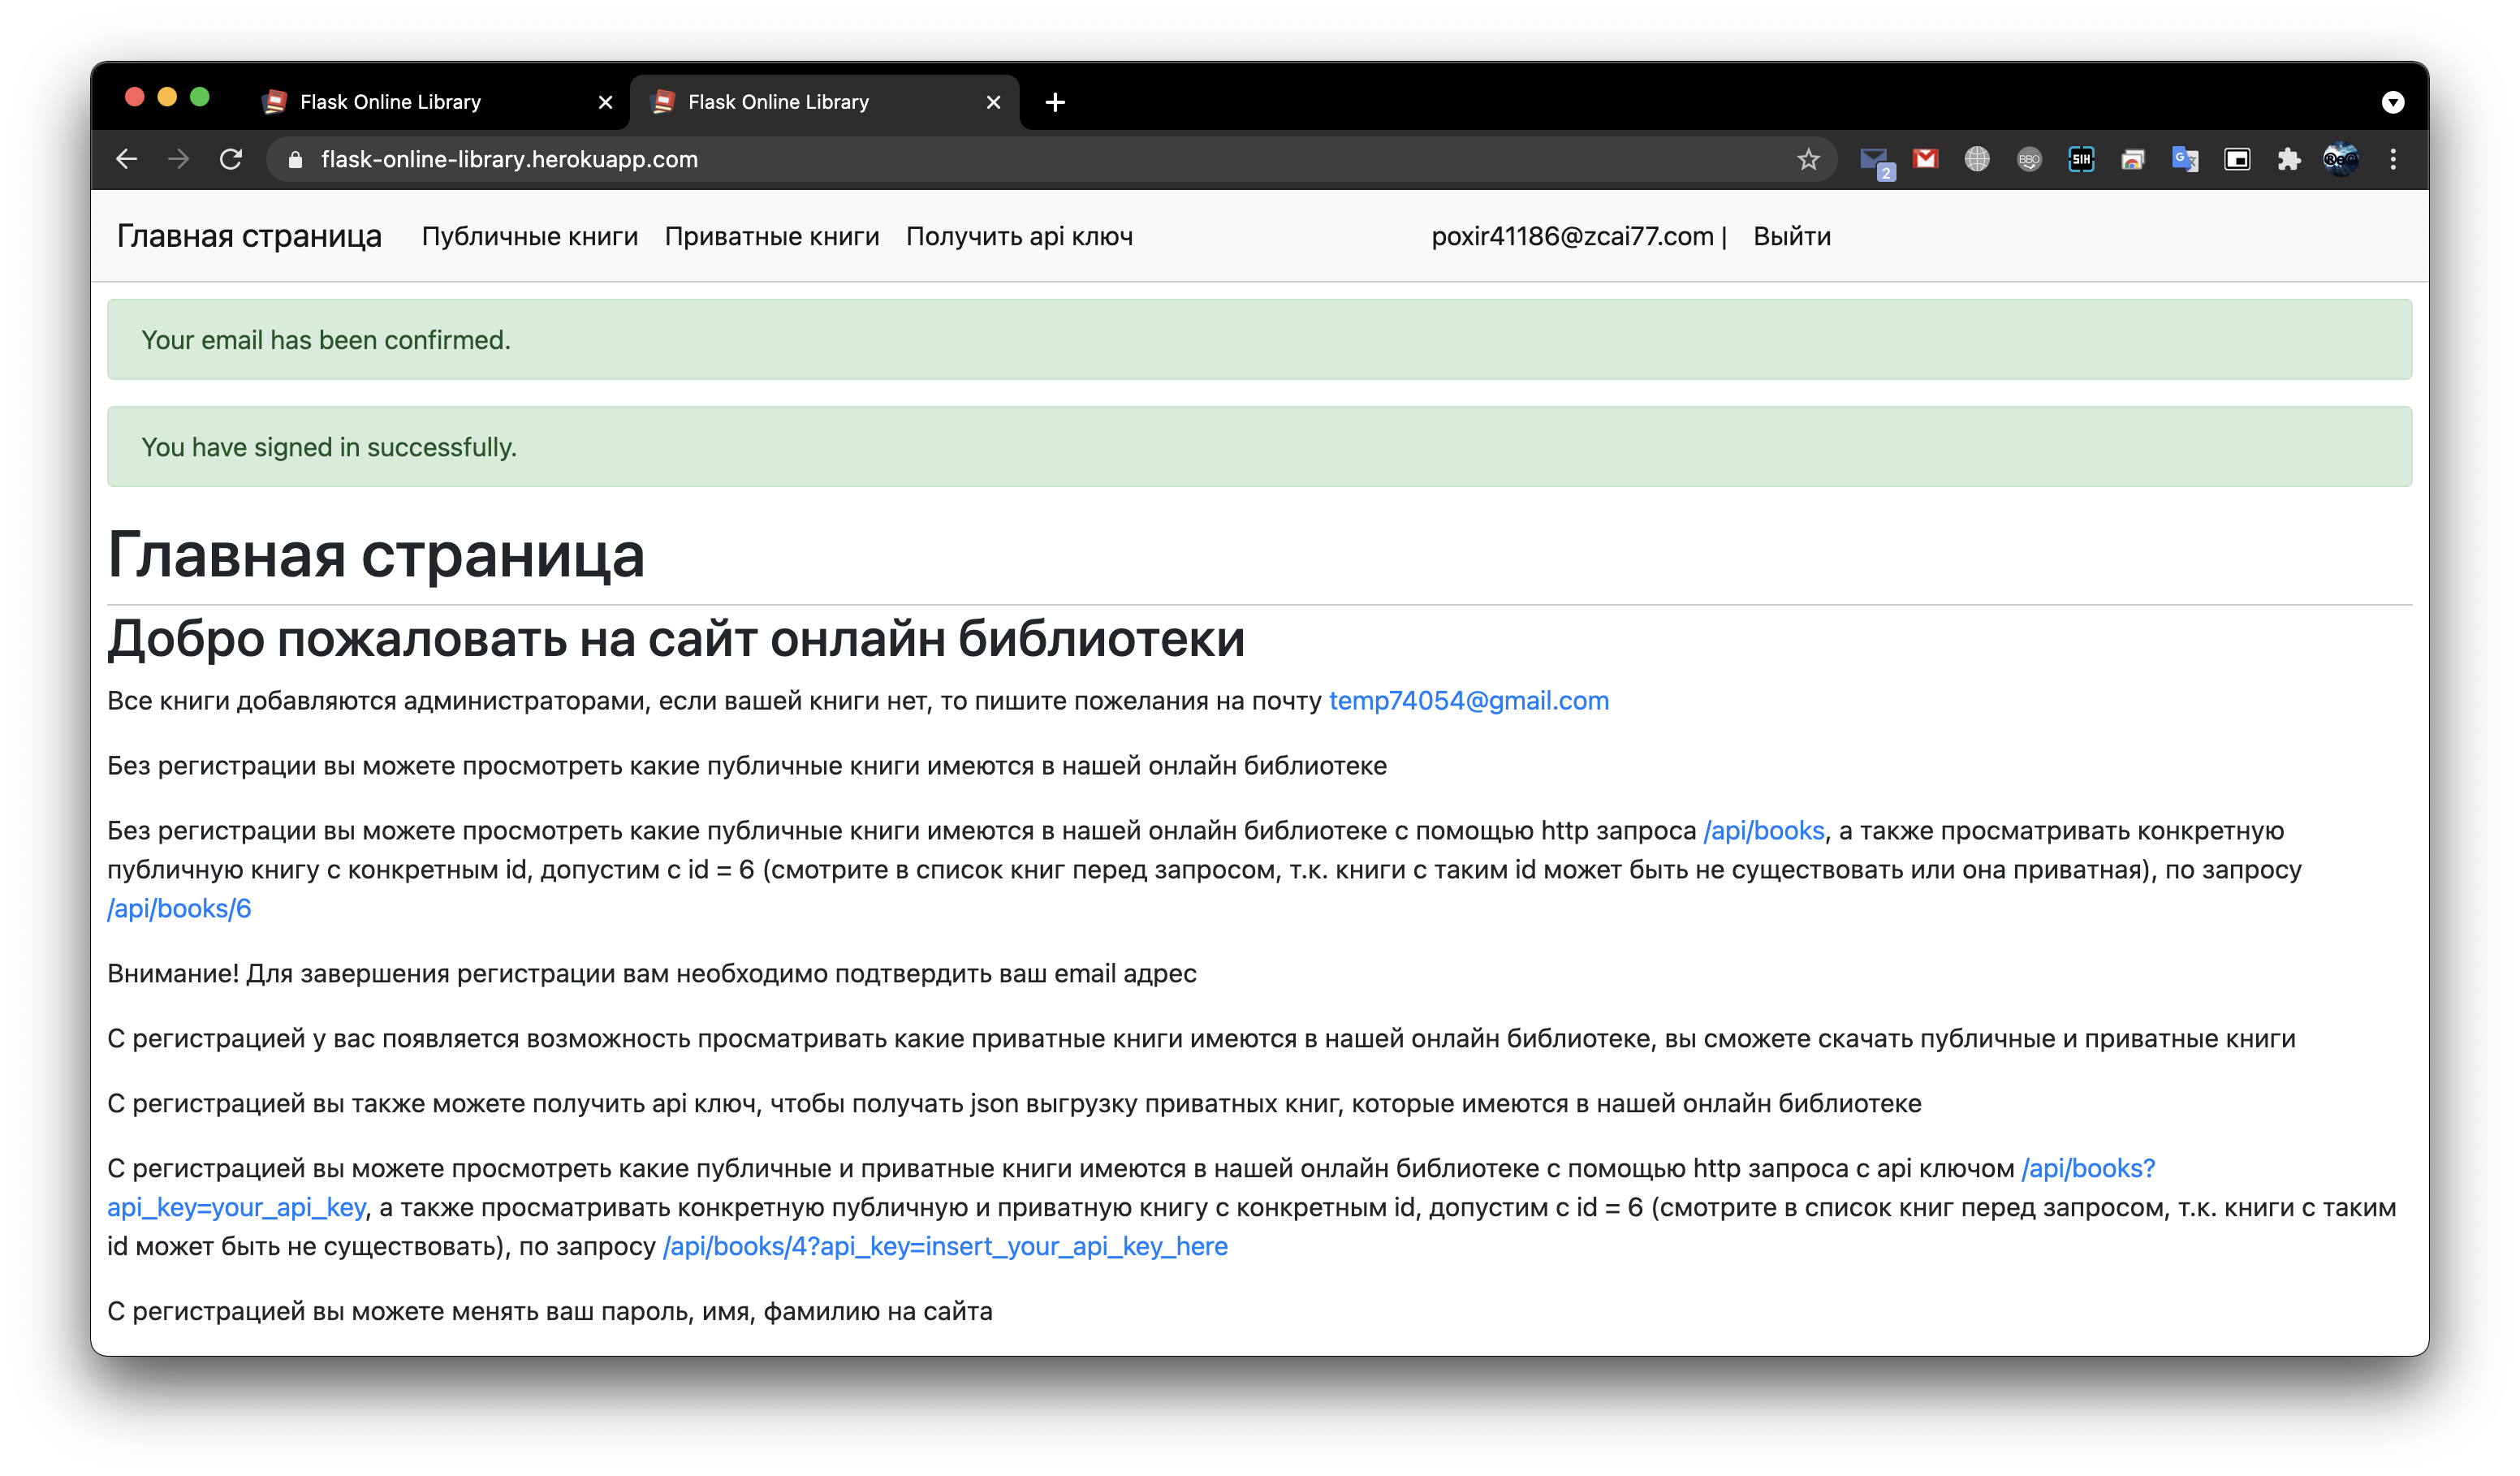 Flask Online Library
Flask Online Library
flask-online-library.herokuapp.com
2
BBO
SIH
G
Главная страница Публичные книги Приватные книги Получить api ключ poxir41186@zcai77.com | Выйти
Your email has been confirmed.
You have signed in successfully.
Главная страница
Добро пожаловать на сайт онлайн библиотеки
Все книги добавляются администраторами, если вашей книги нет, то пишите пожелания на почту temp74054@gmail.com
Без регистрации вы можете просмотреть какие публичные книги имеются в нашей онлайн библиотеке
Без регистрации вы можете просмотреть какие публичные книги имеются в нашей онлайн библиотеке с помощью http запроса /api/books, а также просматривать конкретную
публичную книгу с конкретным id, допустим с id = 6 (смотрите в список книг перед запросом, т.к. книги с таким id может быть не существовать или она приватная), по запросу
/api/books/6
Внимание! Для завершения регистрации вам необходимо подтвердить ваш email адрес
С регистрацией у вас появляется возможность просматривать какие приватные книги имеются в нашей онлайн библиотеке, вы сможете скачать публичные и приватные книги
С регистрацией вы также можете получить api ключ, чтобы получать json выгрузку приватных книг, которые имеются в нашей онлайн библиотеке
С регистрацией вы можете просмотреть какие публичные и приватные книги имеются в нашей онлайн библиотеке с помощью http запроса с api ключом /api/books?
api_key=your_api_key, а также просматривать конкретную публичную и приватную книгу с конкретным id, допустим с id = 6 (смотрите в список книг перед запросом, т.к. книги с таким
id может быть не существовать), по запросу /api/books/4?api_key=insert_your_api_key_here
С регистрацией вы можете менять ваш пароль, имя, фамилию на сайта